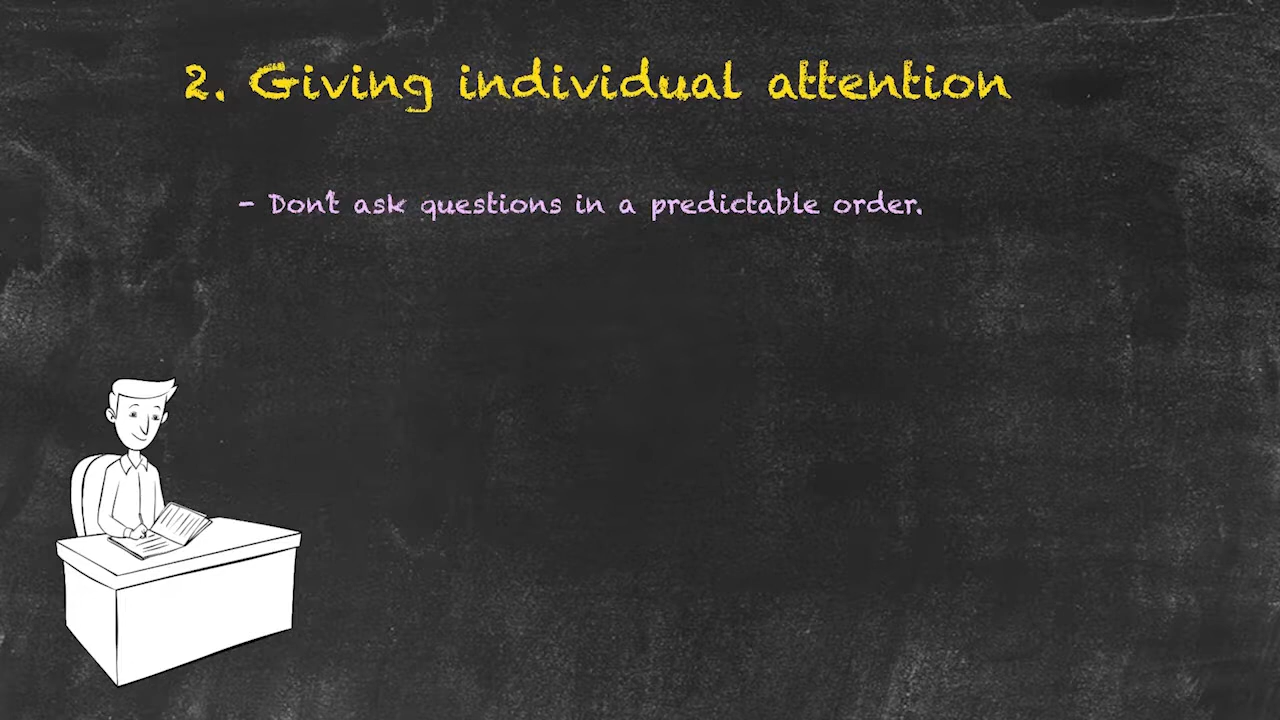 2. Giving individual attention
- Don't ask questions in a predictable order.